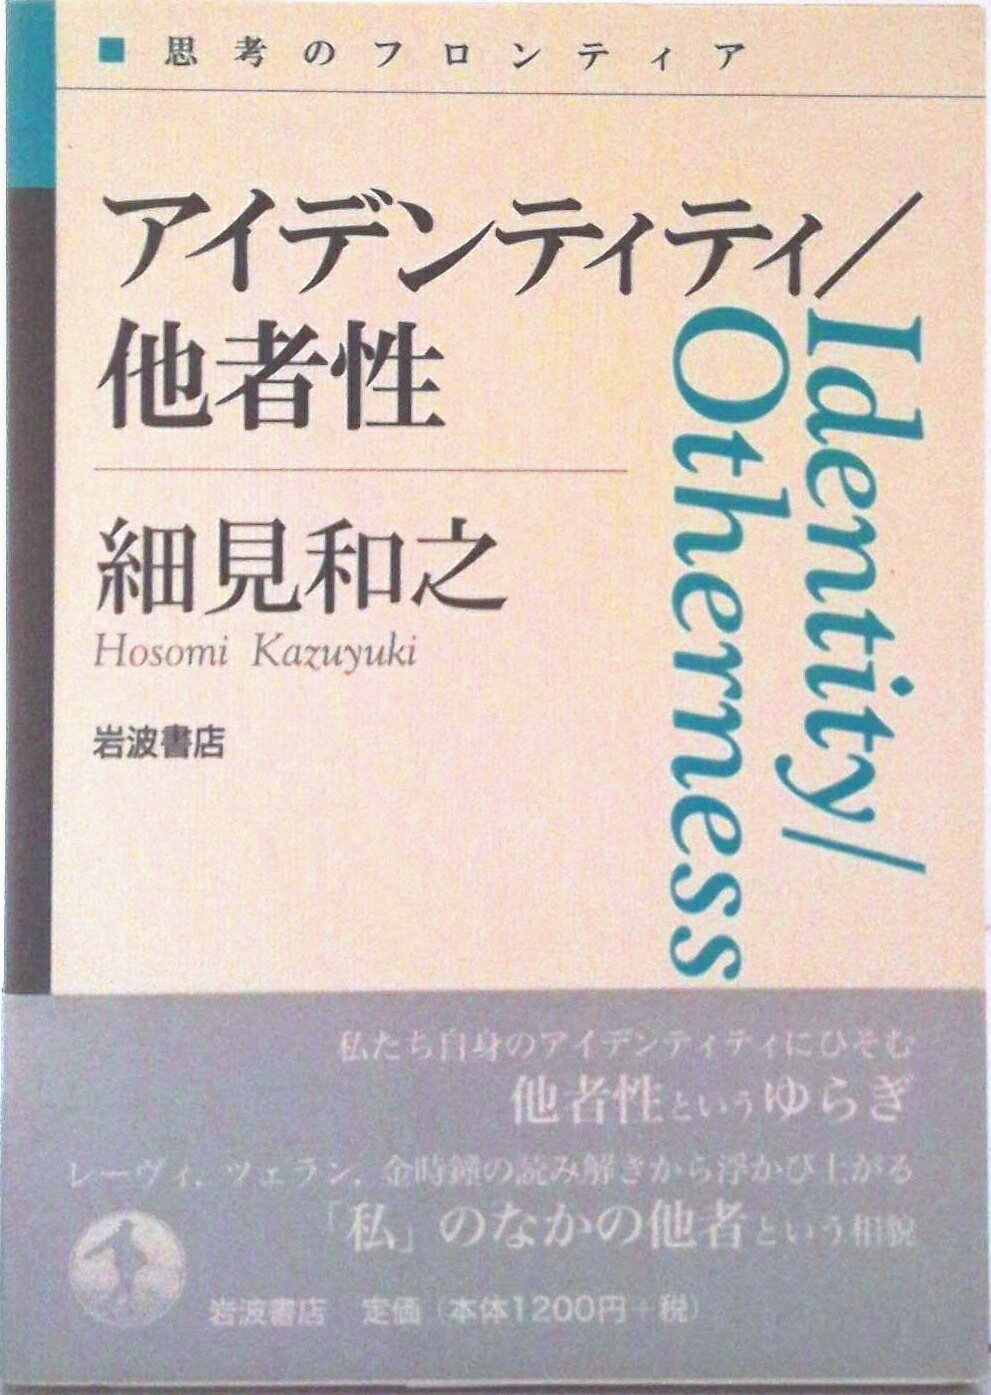 ■ 思考のフロンティア
アイデンティティ/
他者性
Identity/
Otherness
細見和之
Hosomi Kazuyuki
岩波書店
私たち自身のアイデンティティにひそむ
他者性というゆらぎ
レーヴィ，ツェラン，金時鐘の読み解きから浮かび上がる
「私」のなかの他者という相貌
岩波書店 定価（本体1200円＋税）